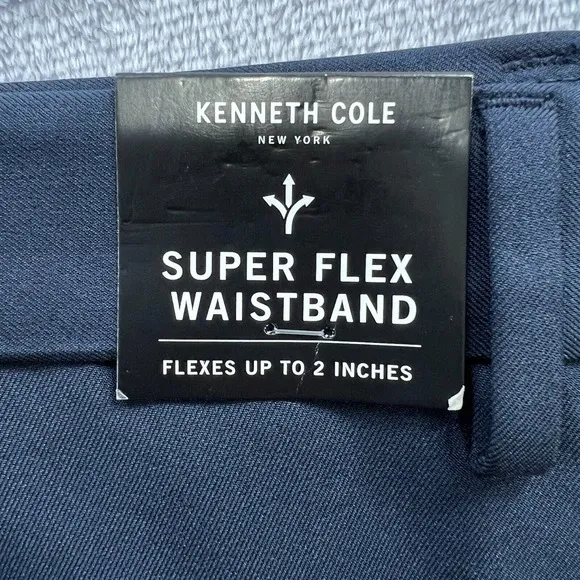 KENNETH COLE
NEW YORK
SUPER FLEX
WAISTBAND
FLEXES UP TO 2 INCHES